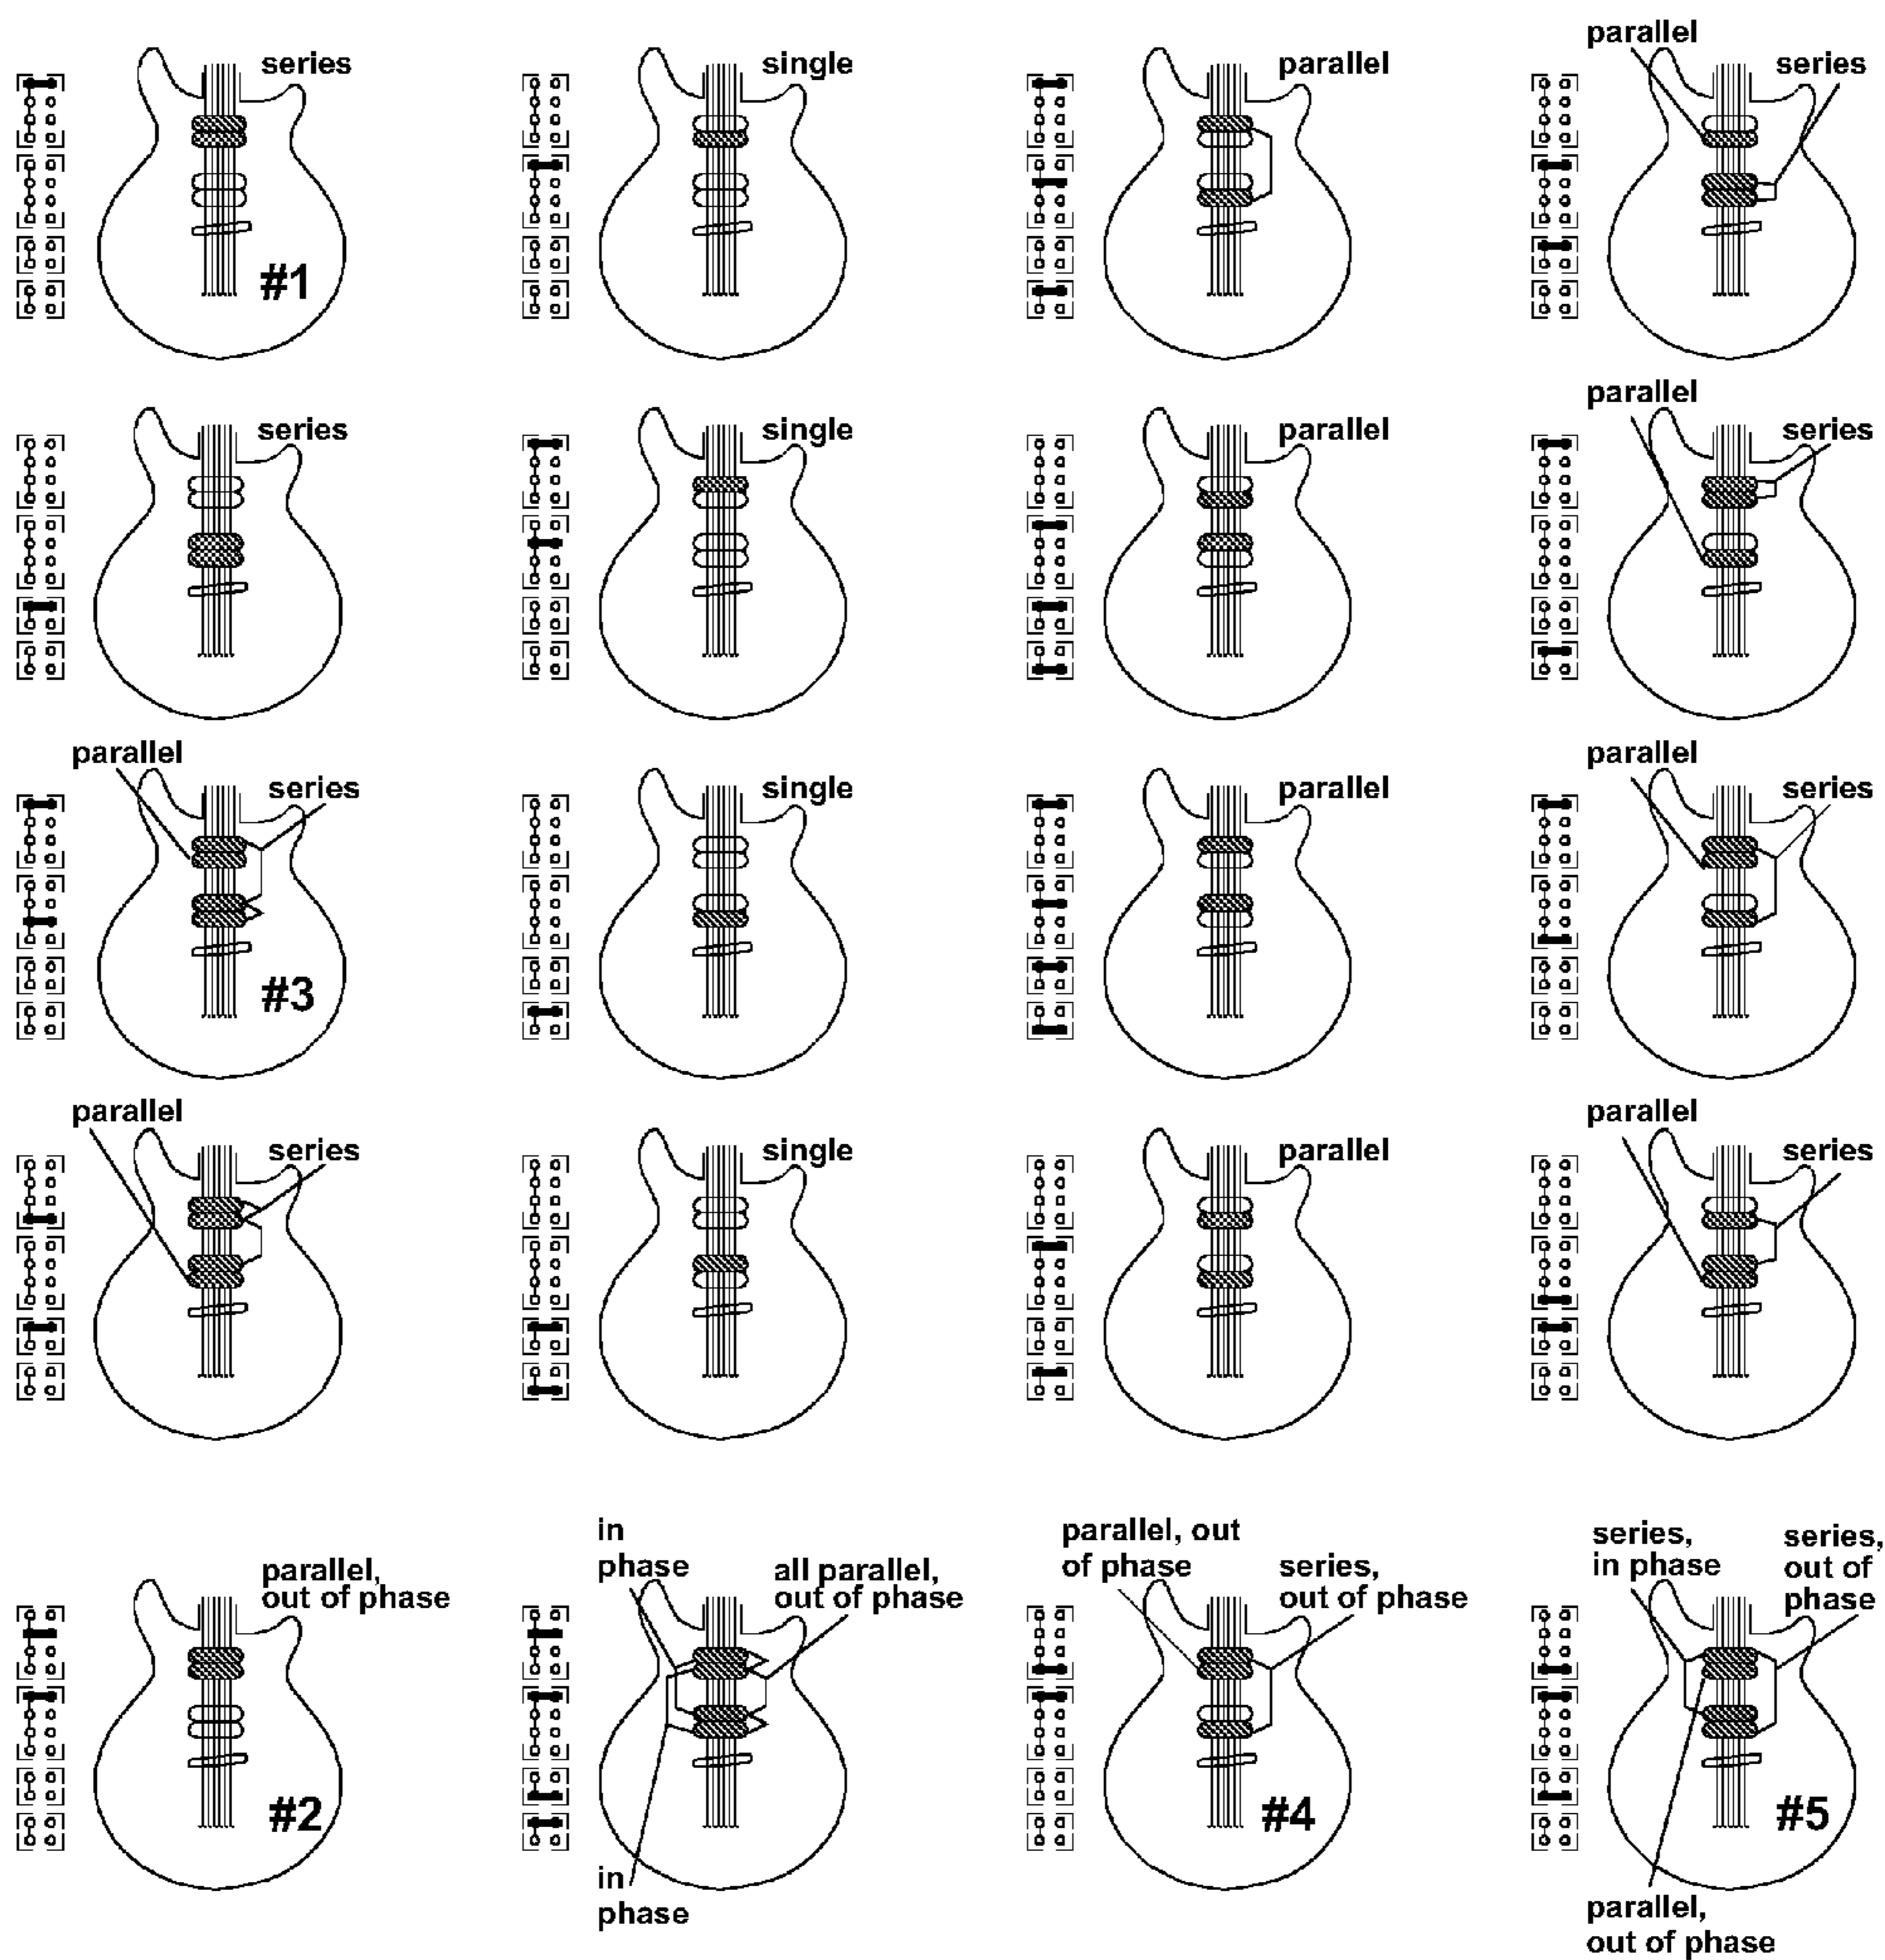 series
single
parallel
parallel
series
#1
series
single
parallel
parallel
series
parallel
series
single
parallel
parallel
series
#3
parallel
series
single
parallel
parallel
series
parallel,
out of phase
#2
in
phase
all parallel,
out of phase
in
phase
parallel, out
of phase
series,
out of phase
#4
series,
in phase
series,
out of
phase
#5
parallel,
out of phase